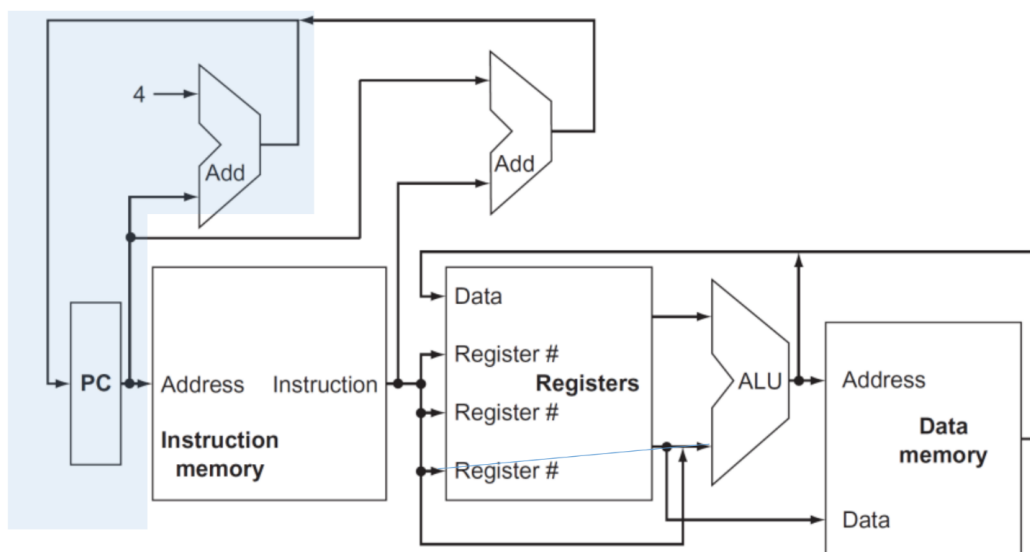 4
Add
Add
Data
Register #
Registers
Register #
Register #
PC
Address
Instruction
Instruction
memory
ALU
Address
Data
memory
Data